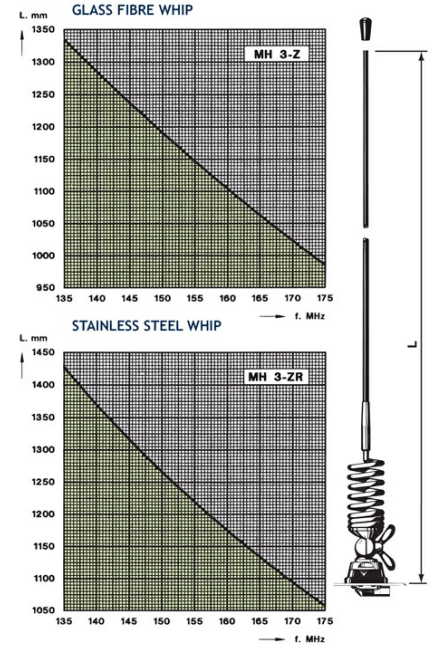 GLASS FIBRE WHIP
L. mm
MH 3-Z
1350
1300
1250
1200
1150
1100
1050
1000
950
135 140 145 150 155 160 165 170 175
f. MHz
STAINLESS STEEL WHIP
L. mm
MH 3-ZR
1450
1400
1350
1300
1250
1200
1150
1100
1050
135 140 145 150 155 160 165 170 175
f. MHz
L